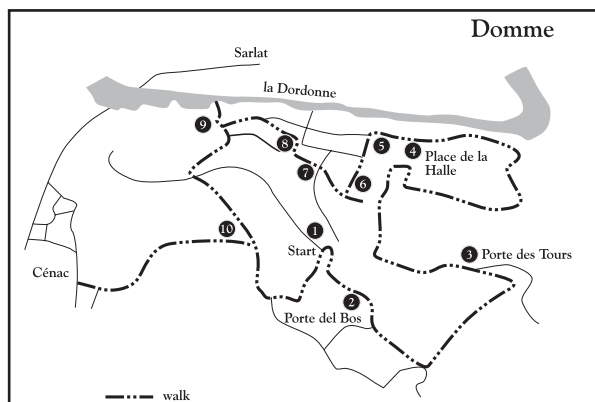 Domme
Sarlat
la Dordonne
9
8
5
4
Place de la
Halle
7
6
10
1
Start
3
Porte des Tours
Cénac
2
Porte del Bos
walk